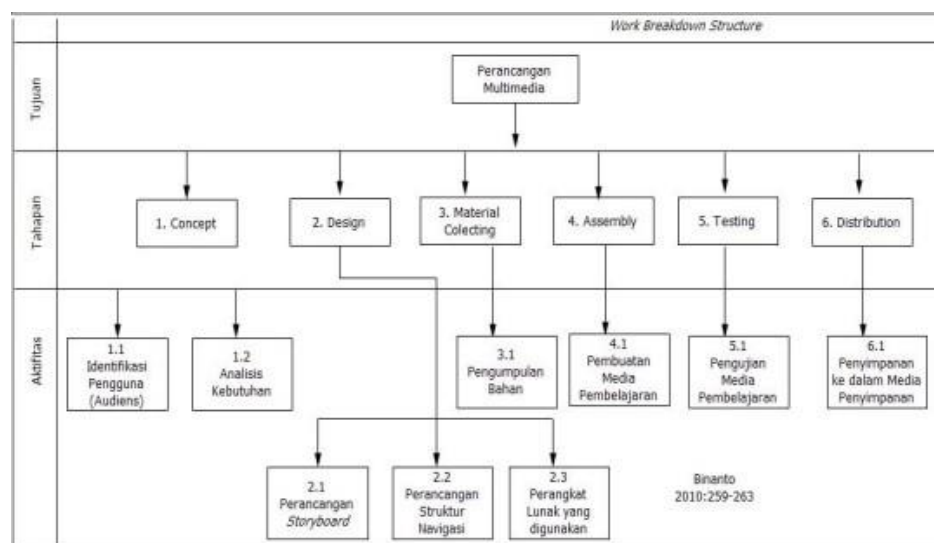 Work Breakdown Structure
Tujuan
Perancangan
Multimedia
Tahapan
1. Concept
2. Design
3. Material
Colecting
4. Assembly
5. Testing
6. Distribution
Aktifitas
1.1
Identifikasi
Pengguna
(Audiens)
1.2
Analisis
Kebutuhan
3.1
Pengumpulan
Bahan
4.1
Pembuatan
Media
Pembelajaran
5.1
Pengujian
Media
Pembelajaran
6.1
Penyimpanan
ke dalam Media
Penyimpanan
2.1
Perancangan
Storyboard
2.2
Perancangan
Struktur
Navigasi
2.3
Perangkat
Lunak yang
digunakan
Binanto
2010:259-263